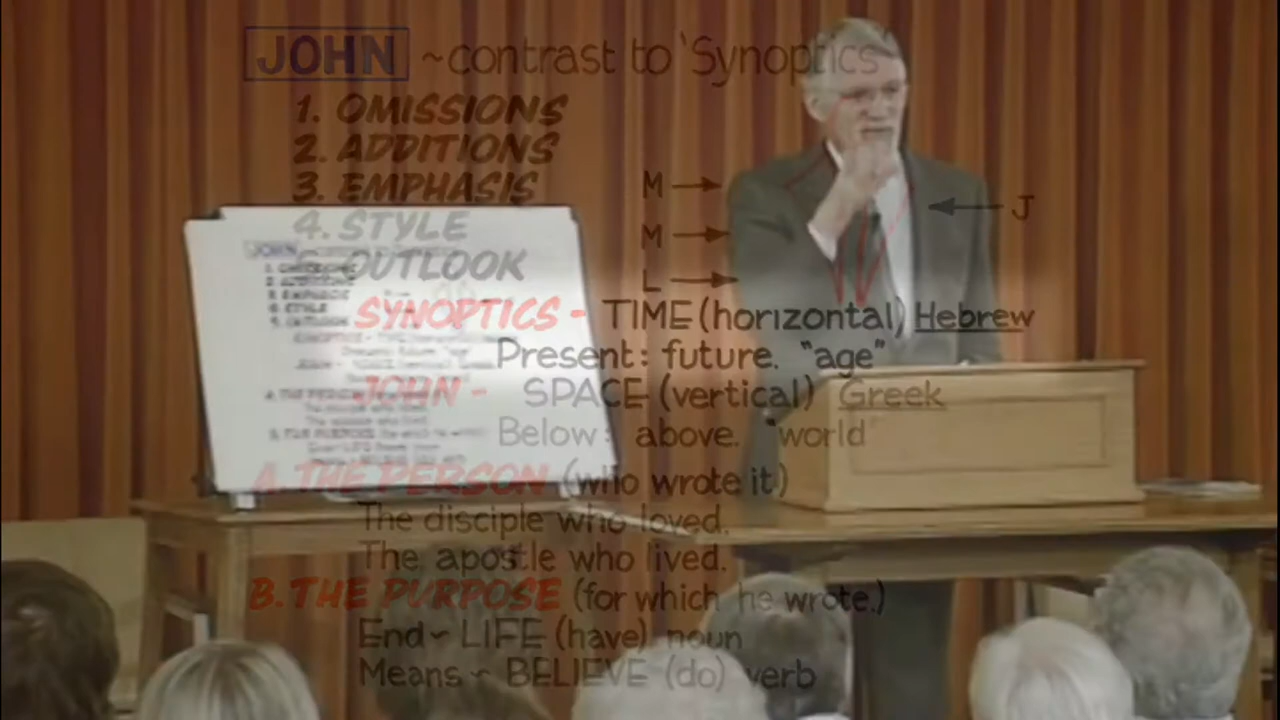 JOHN ~contrast to 'Synoptics
1. OMISSIONS
2. ADDITIONS
3. EMPHASIS
4. STYLE
5. OUTLOOK
M →
M →
L →
← J
SYNOPTICS - TIME (horizontal) Hebrew
Present: future. "age"
JOHN - SPACE (vertical) Greek
Below: above. "world"
A. THE PERSON (who wrote it)
The disciple who loved.
The apostle who lived.
B. THE PURPOSE (for which he wrote.)
End ~ LIFE (have) noun
Means ~ BELIEVE (do) verb